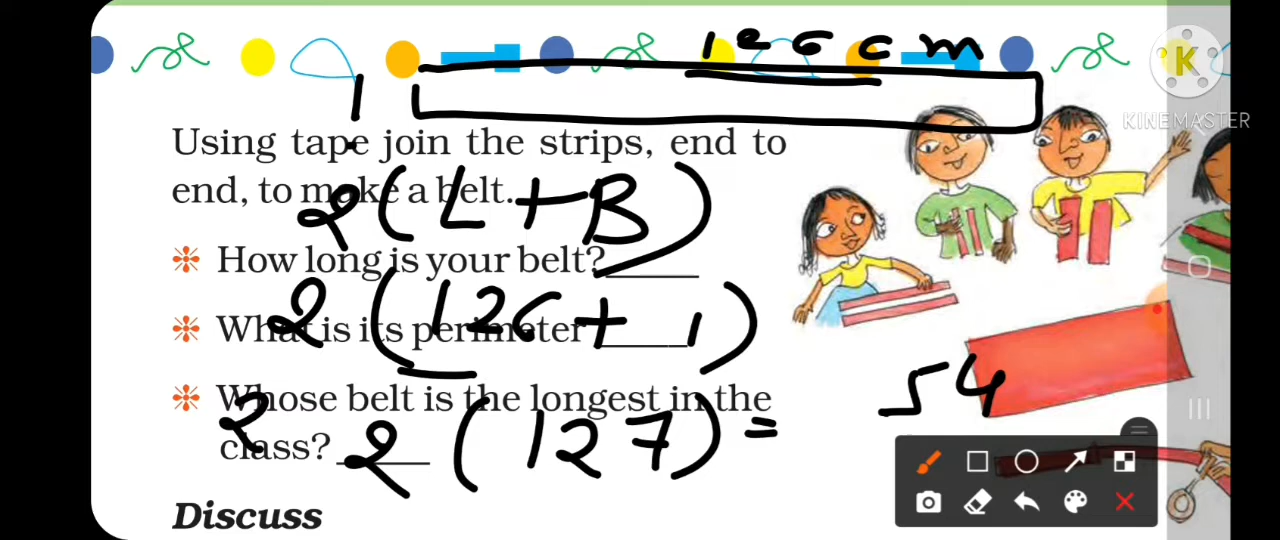 126 cm
KINEMASTER
1
Using tape join the strips, end to
end, to make a belt.
2 ( L + B )
How long is your belt?
2 ( 126 + 1 )
What is its perimeter
Whose belt is the longest in the
class?
2 2 ( 127 ) = 54
Discuss